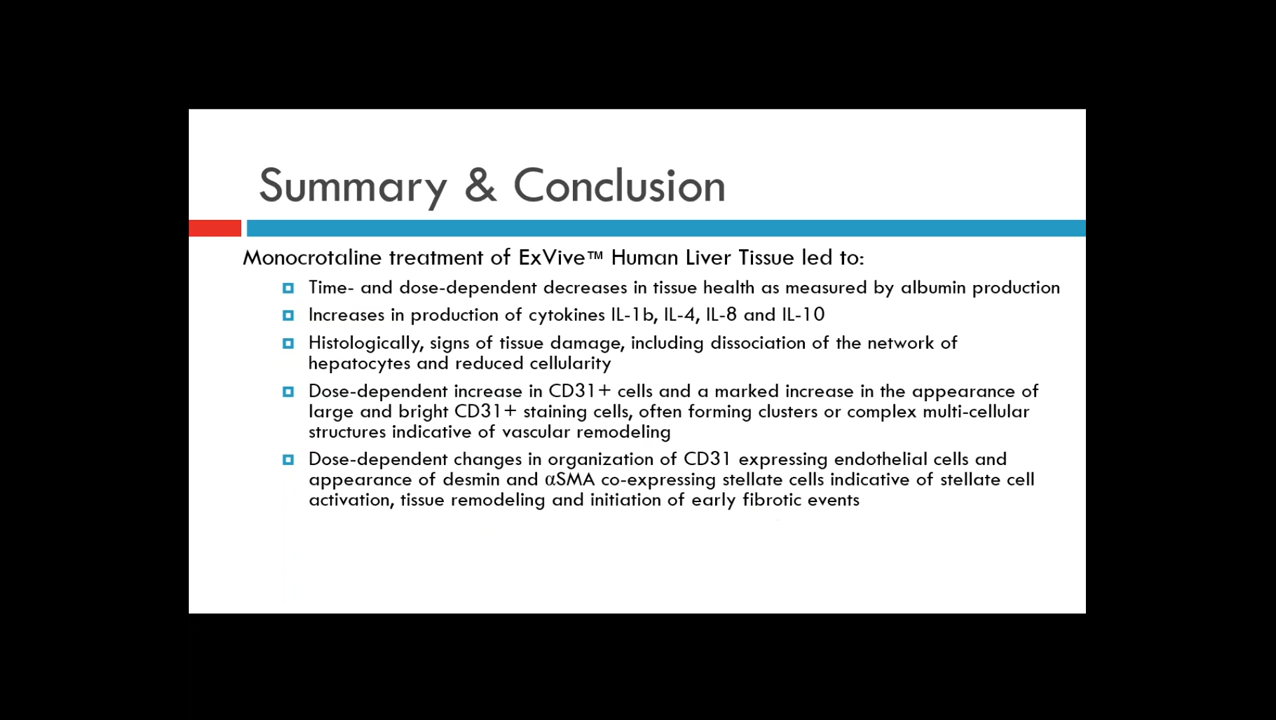 Summary & Conclusion
Monocrotaline treatment of ExVive™ Human Liver Tissue led to:
Time- and dose-dependent decreases in tissue health as measured by albumin production
Increases in production of cytokines IL-1b, IL-4, IL-8 and IL-10
Histologically, signs of tissue damage, including dissociation of the network of
hepatocytes and reduced cellularity
Dose-dependent increase in CD31+ cells and a marked increase in the appearance of
large and bright CD31+ staining cells, often forming clusters or complex multi-cellular
structures indicative of vascular remodeling
Dose-dependent changes in organization of CD31 expressing endothelial cells and
appearance of desmin and αSMA co-expressing stellate cells indicative of stellate cell
activation, tissue remodeling and initiation of early fibrotic events